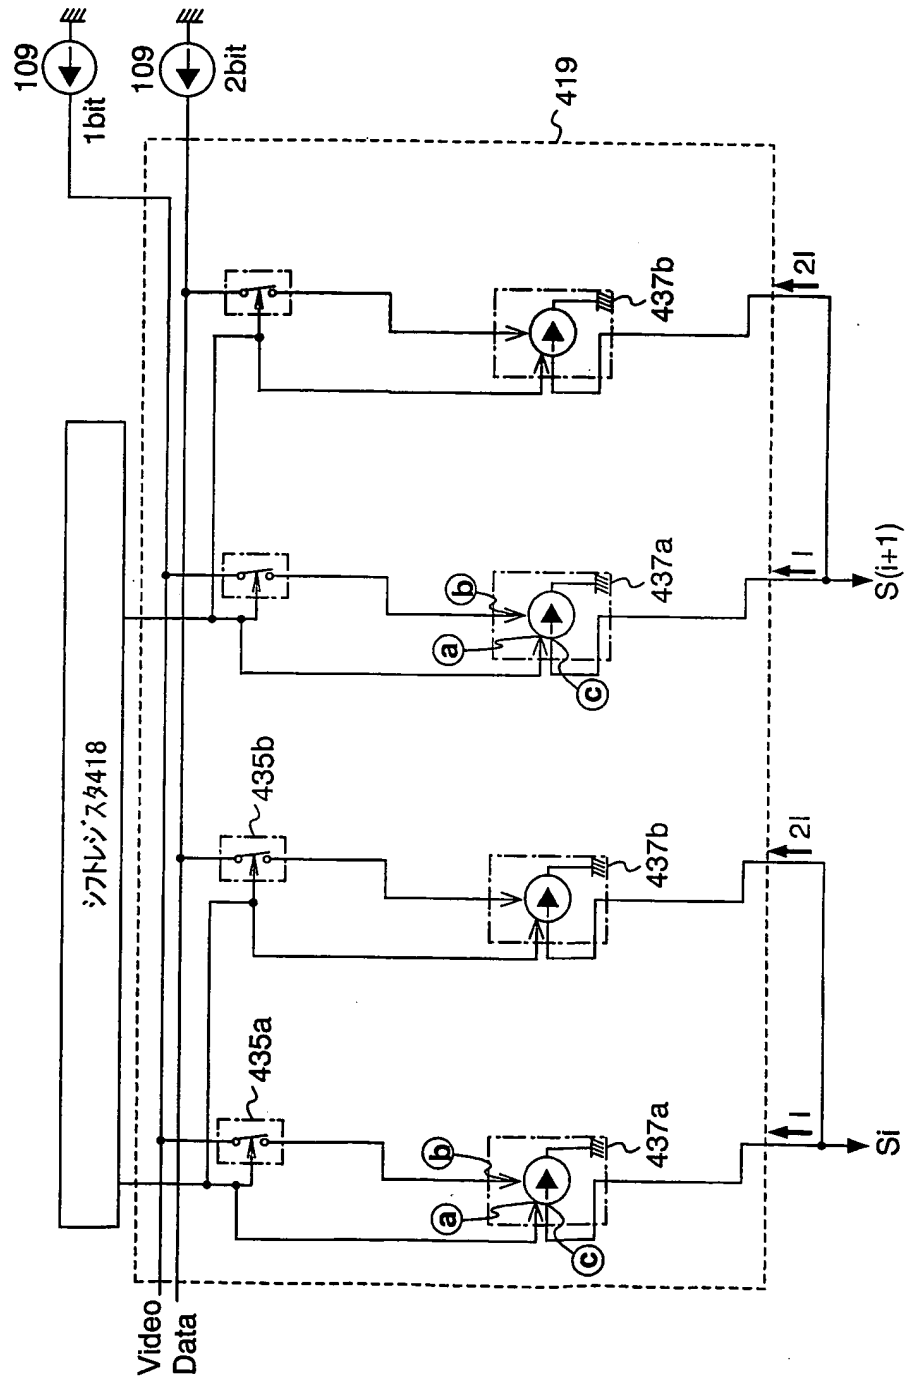 109
1bit
109
2bit
シフトレジスタ418
Video
Data
435a
435b
419
a
b
c
437a
437b
a
b
c
437a
437b
I
2I
I
2I
Si
S(i+1)